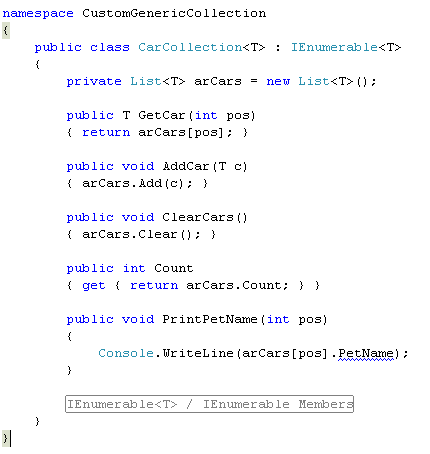 namespace CustomGenericCollection
{
public class CarCollection<T> : IEnumerable<T>
{
private List<T> arCars = new List<T>();
public T GetCar(int pos)
{ return arCars[pos]; }
public void AddCar(T c)
{ arCars.Add(c); }
public void ClearCars()
{ arCars.Clear(); }
public int Count
{ get { return arCars.Count; } }
public void PrintPetName(int pos)
{
Console.WriteLine(arCars[pos].PetName);
}
IEnumerable<T> / IEnumerable Members
}
}